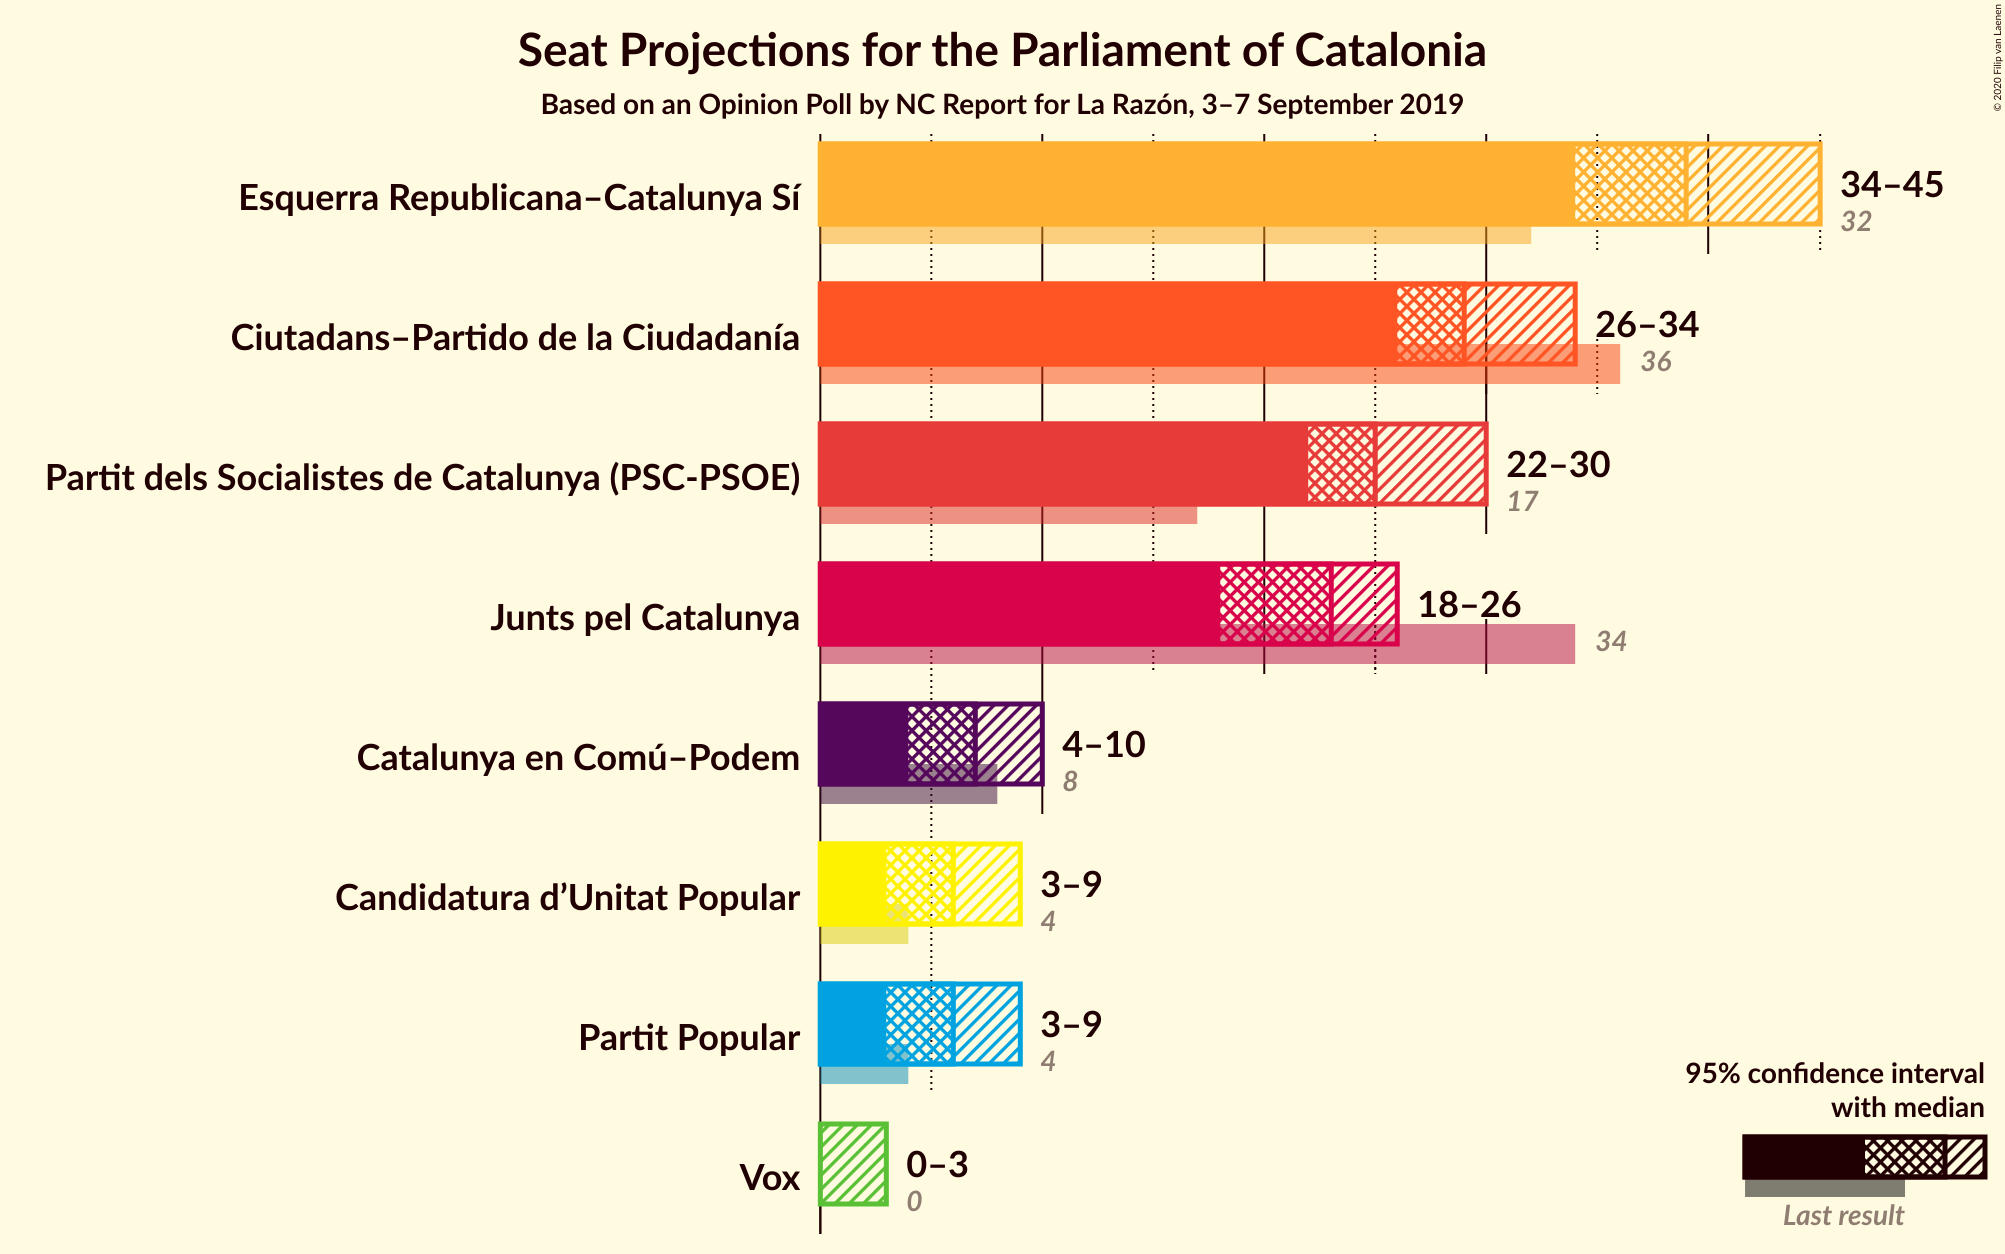 Seat Projections for the Parliament of Catalonia
Based on an Opinion Poll by NC Report for La Razón, 3–7 September 2019
© 2020 Filip van Laenen
Esquerra Republicana–Catalunya Sí
34–45
32
Ciutadans–Partido de la Ciudadanía
26–34
36
Partit dels Socialistes de Catalunya (PSC-PSOE)
22–30
17
Junts pel Catalunya
18–26
34
Catalunya en Comú–Podem
4–10
8
Candidatura d’Unitat Popular
3–9
4
Partit Popular
3–9
4
Vox
0–3
0
95% confidence interval
with median
Last result